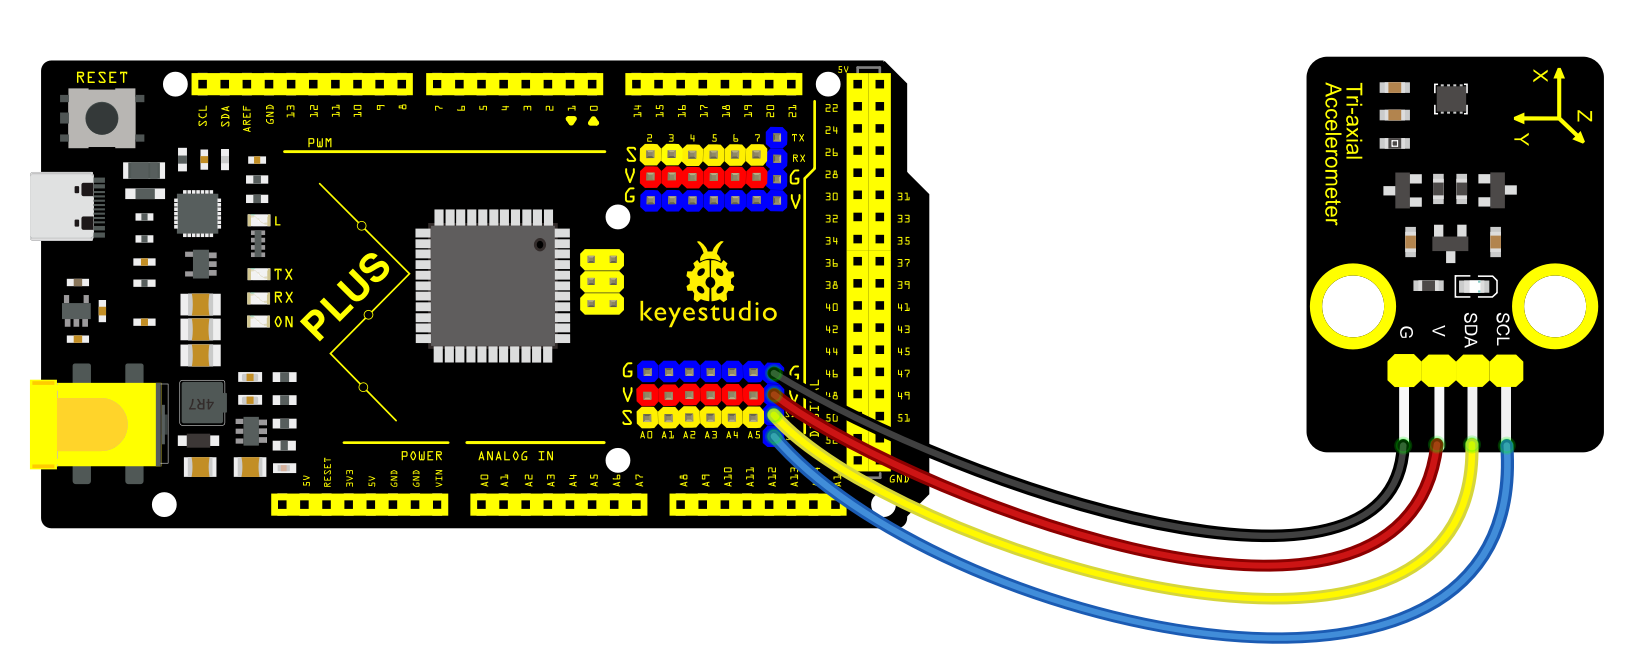 RESET
SCL SDA AREF GND 13 12 11 10 9 8
7 6 5 4 3 2 1 0
14 15 16 17 18 19 20 21
5V
PWM
2 3 4 5 6 7 TX
S RX
V G
G V
22
24
26
28
30 31
32 33
34 35
36 37
38 39
40 41
42 43
44 45
46 47
48 49
50 51
GND
L
TX
RX
ON
PLUS
keyestudio
4R7
G G
V V
S
A0 A1 A2 A3 A4 A5
POWER
ANALOG IN
5V RESET 3V3 5V GND GND VIN
A0 A1 A2 A3 A4 A5 A6 A7
A8 A9 A10 A11 A12 A13
Tri-axial
Accelerometer
X
Y
Z
G V SDA SCL